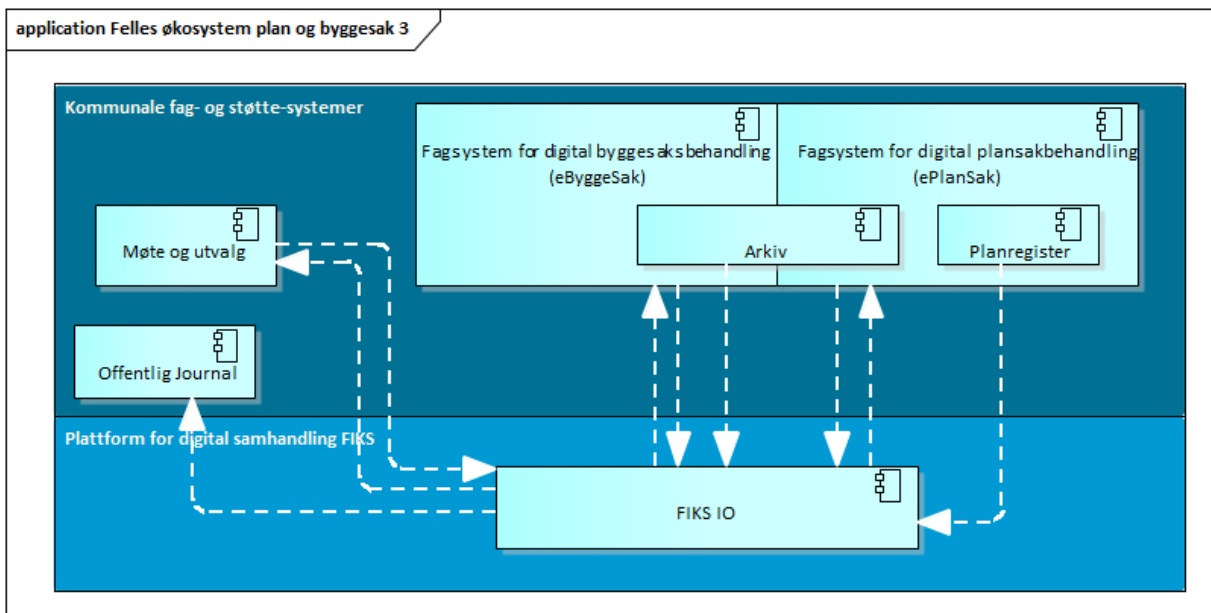 application Felles økosystem plan og byggesak 3
Kommunale fag- og støtte-systemer
Fagsystem for digital byggesaksbehandling
(eByggeSak)
Fagsystem for digital plansakbehandling
(ePlanSak)
Møte og utvalg
Arkiv
Planregister
Offentlig Journal
Plattform for digital samhandling FIKS
FIKS IO